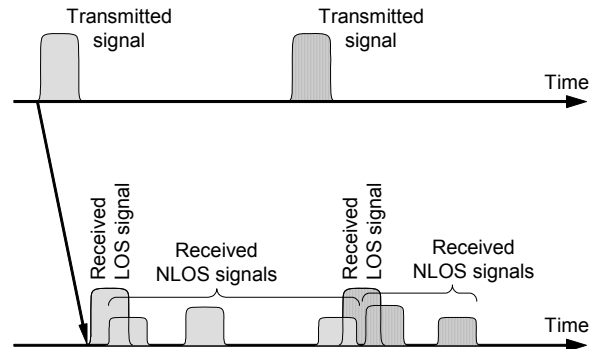 Transmitted
signal
Transmitted
signal
Time
Received
LOS signal
Received
NLOS signals
Received
LOS signal
Received
NLOS signals
Time